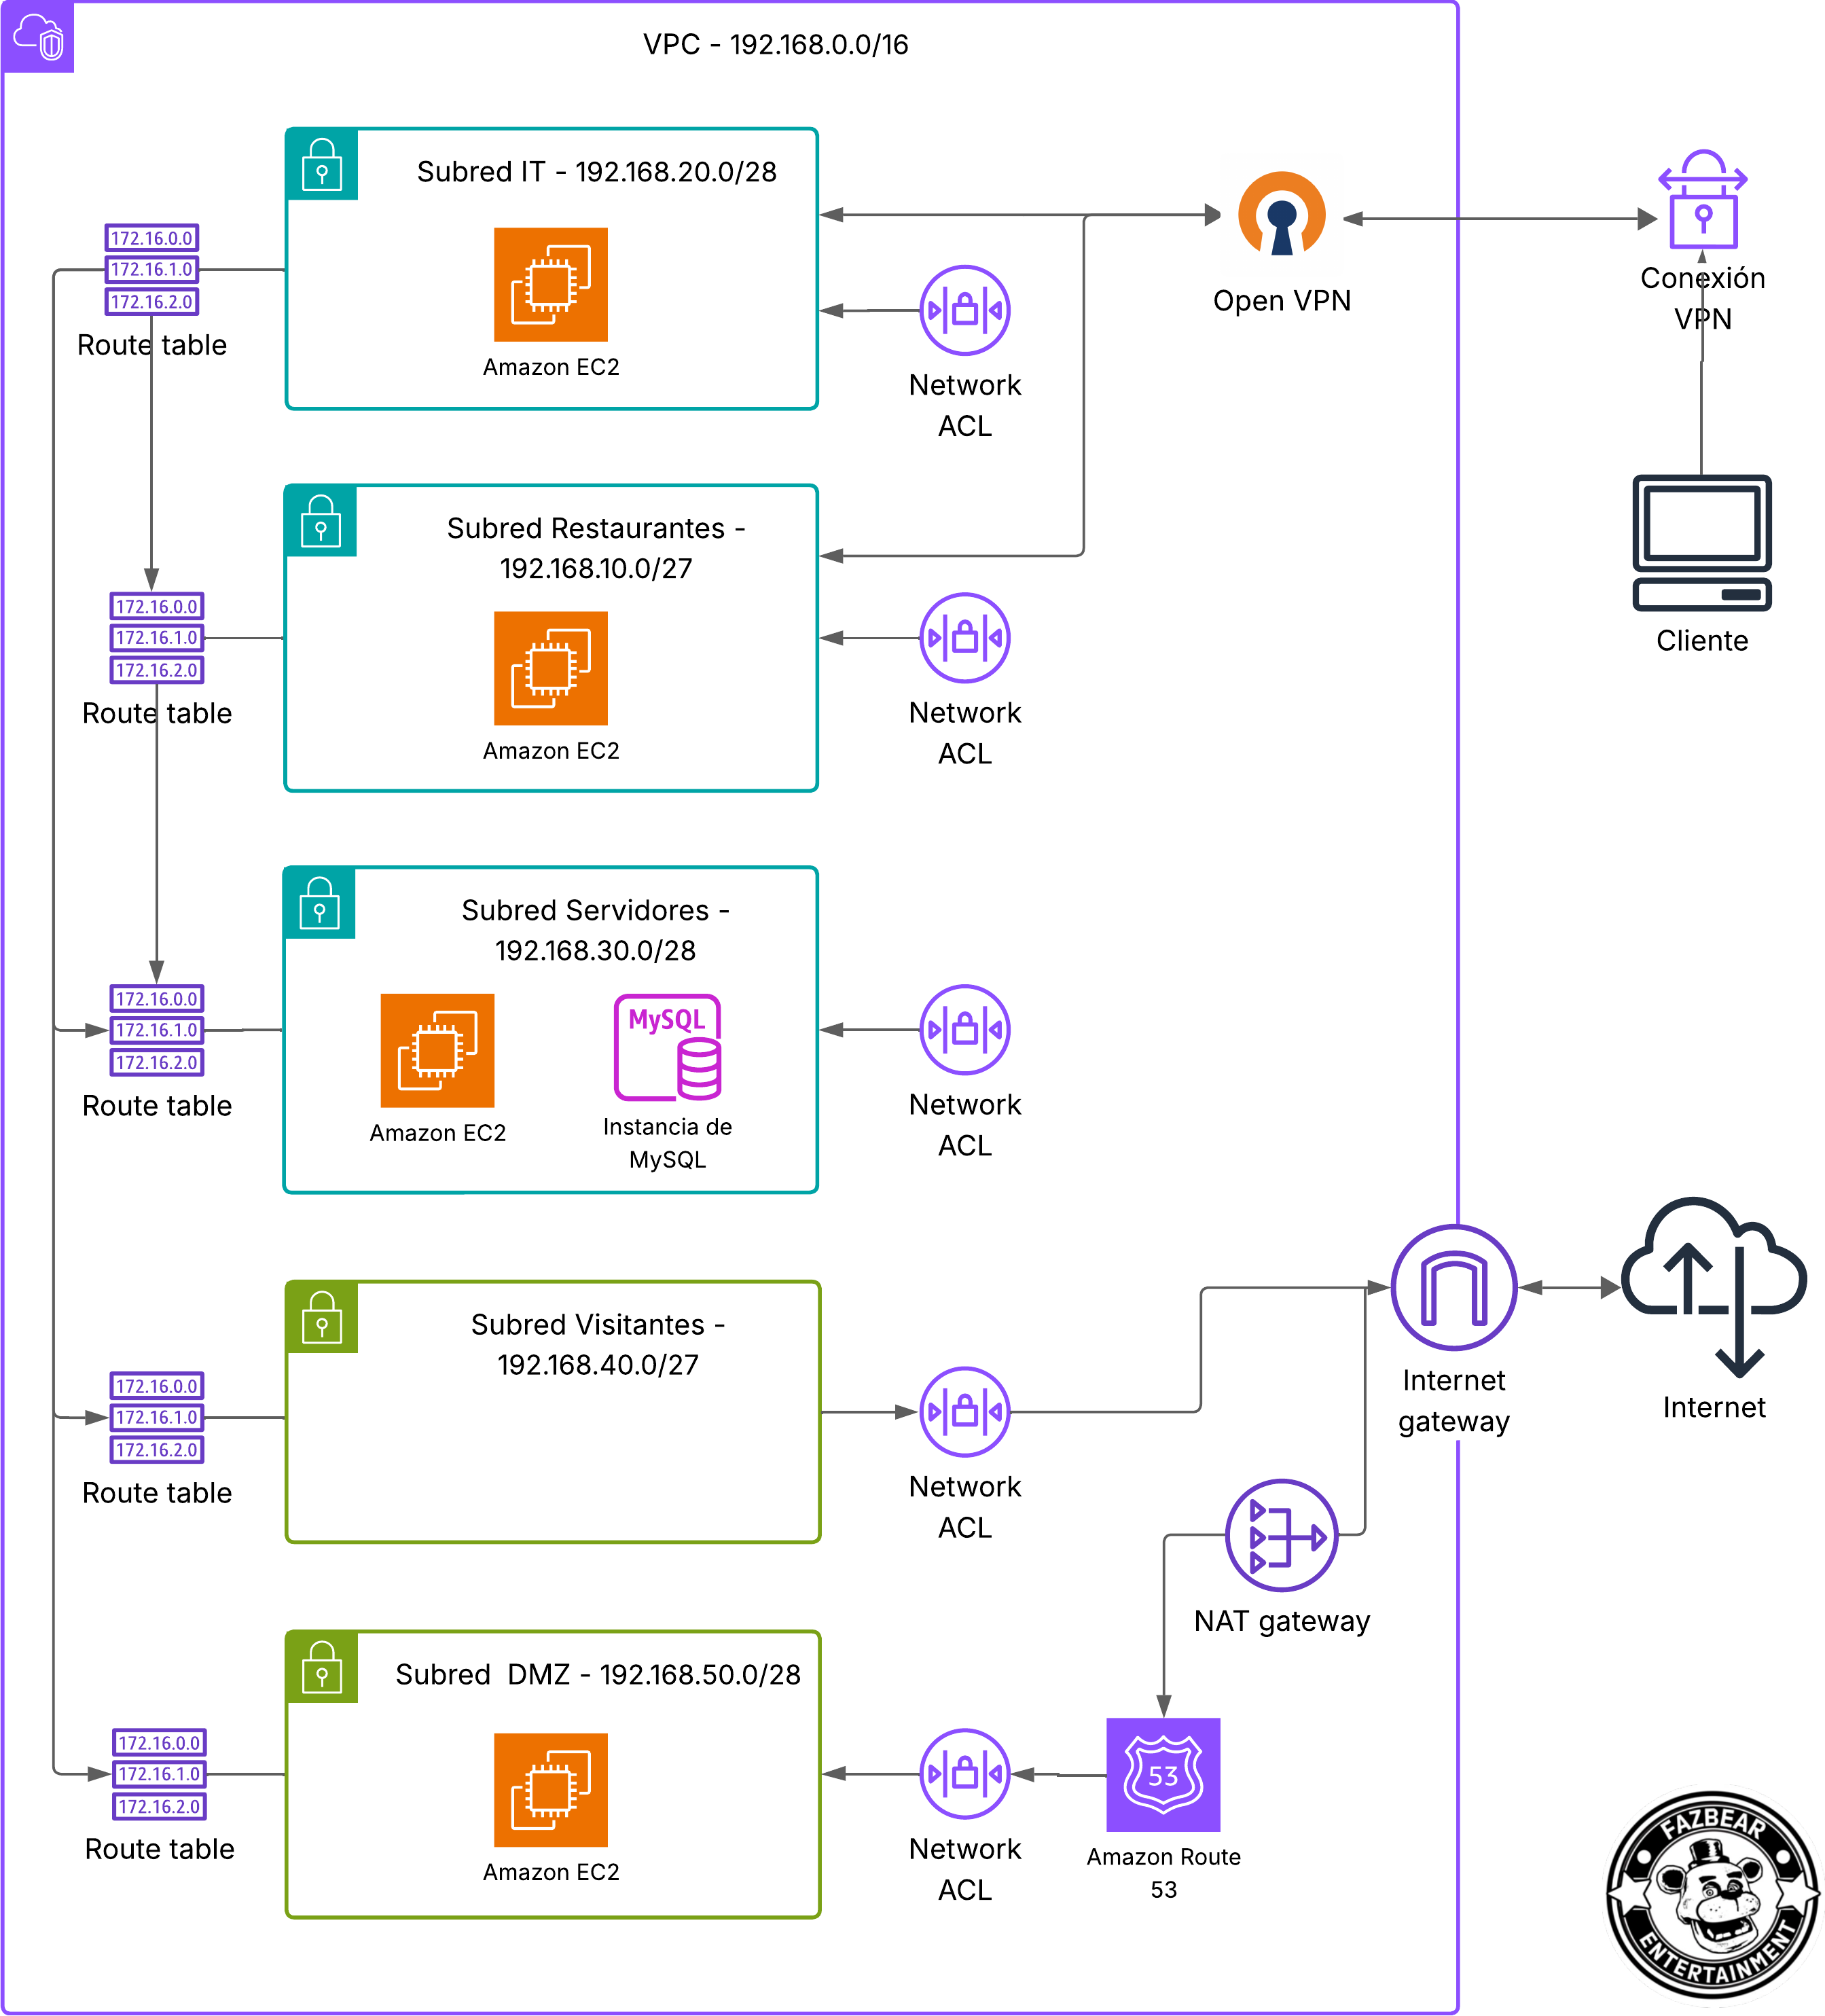 VPC - 192.168.0.0/16
Subred IT - 192.168.20.0/28
172.16.0.0
172.16.1.0
172.16.2.0
Route table
Amazon EC2
Network
ACL
Open VPN
Conexión
VPN
Subred Restaurantes -
192.168.10.0/27
172.16.0.0
172.16.1.0
172.16.2.0
Route table
Amazon EC2
Network
ACL
Cliente
Subred Servidores -
192.168.30.0/28
172.16.0.0
172.16.1.0
172.16.2.0
Route table
Amazon EC2
MySQL
Instancia de
MySQL
Network
ACL
Subred Visitantes -
192.168.40.0/27
172.16.0.0
172.16.1.0
172.16.2.0
Route table
Network
ACL
Internet
gateway
Internet
NAT gateway
Subred DMZ - 192.168.50.0/28
172.16.0.0
172.16.1.0
172.16.2.0
Route table
Amazon EC2
Network
ACL
53
Amazon Route
53
FAZBEAR
ENTERTAINMENT